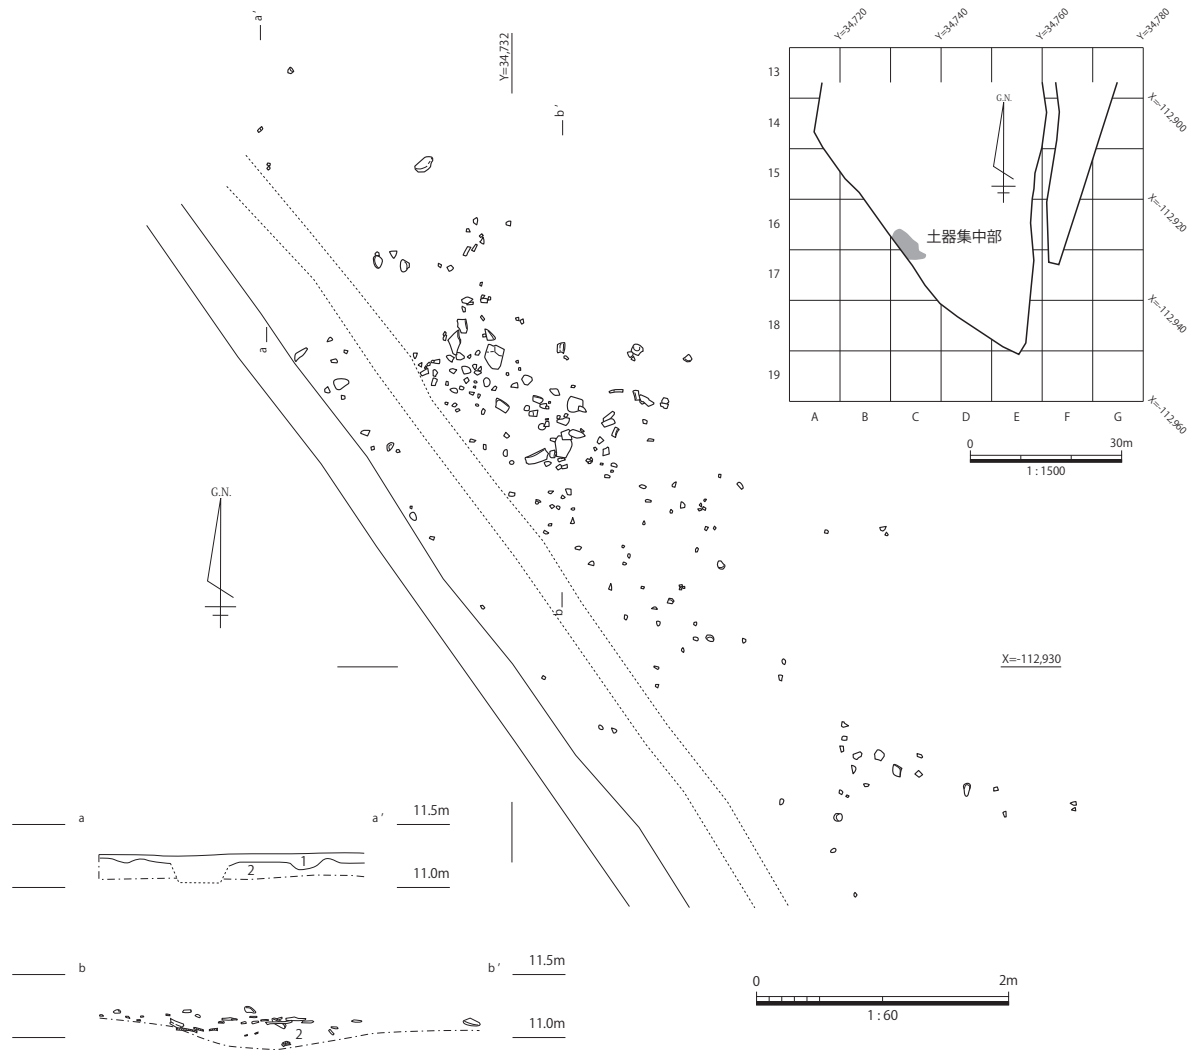 a′
Y=34,732
b′
a
G.N.
b
X=-112,930
Y=34,720
Y=34,740
Y=34,760
Y=34,780
13
14
15
16
17
18
19
G.N.
土器集中部
X=-112,900
X=-112,920
X=-112,940
X=-112,960
A B C D E F G
0 30m
1 : 1500
a a′ 11.5m
1
2
11.0m
b b′ 11.5m
2
11.0m
0 2m
1 : 60